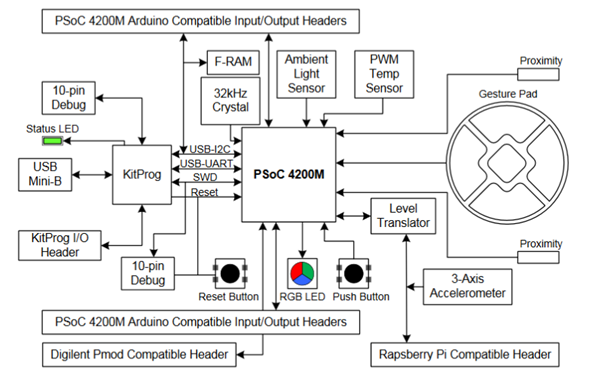 PSoC 4200M Arduino Compatible Input/Output Headers
F-RAM
Ambient
Light
Sensor
PWM
Temp
Sensor
Proximity
10-pin
Debug
32kHz
Crystal
Gesture Pad
Status LED
USB
Mini-B
KitProg
USB-I2C
USB-UART
SWD
Reset
PSoC 4200M
Level
Translator
KitProg I/O
Header
10-pin
Debug
Reset Button
RGB LED
Push Button
Proximity
3-Axis
Accelerometer
PSoC 4200M Arduino Compatible Input/Output Headers
Digilent Pmod Compatible Header
Rapsberry Pi Compatible Header